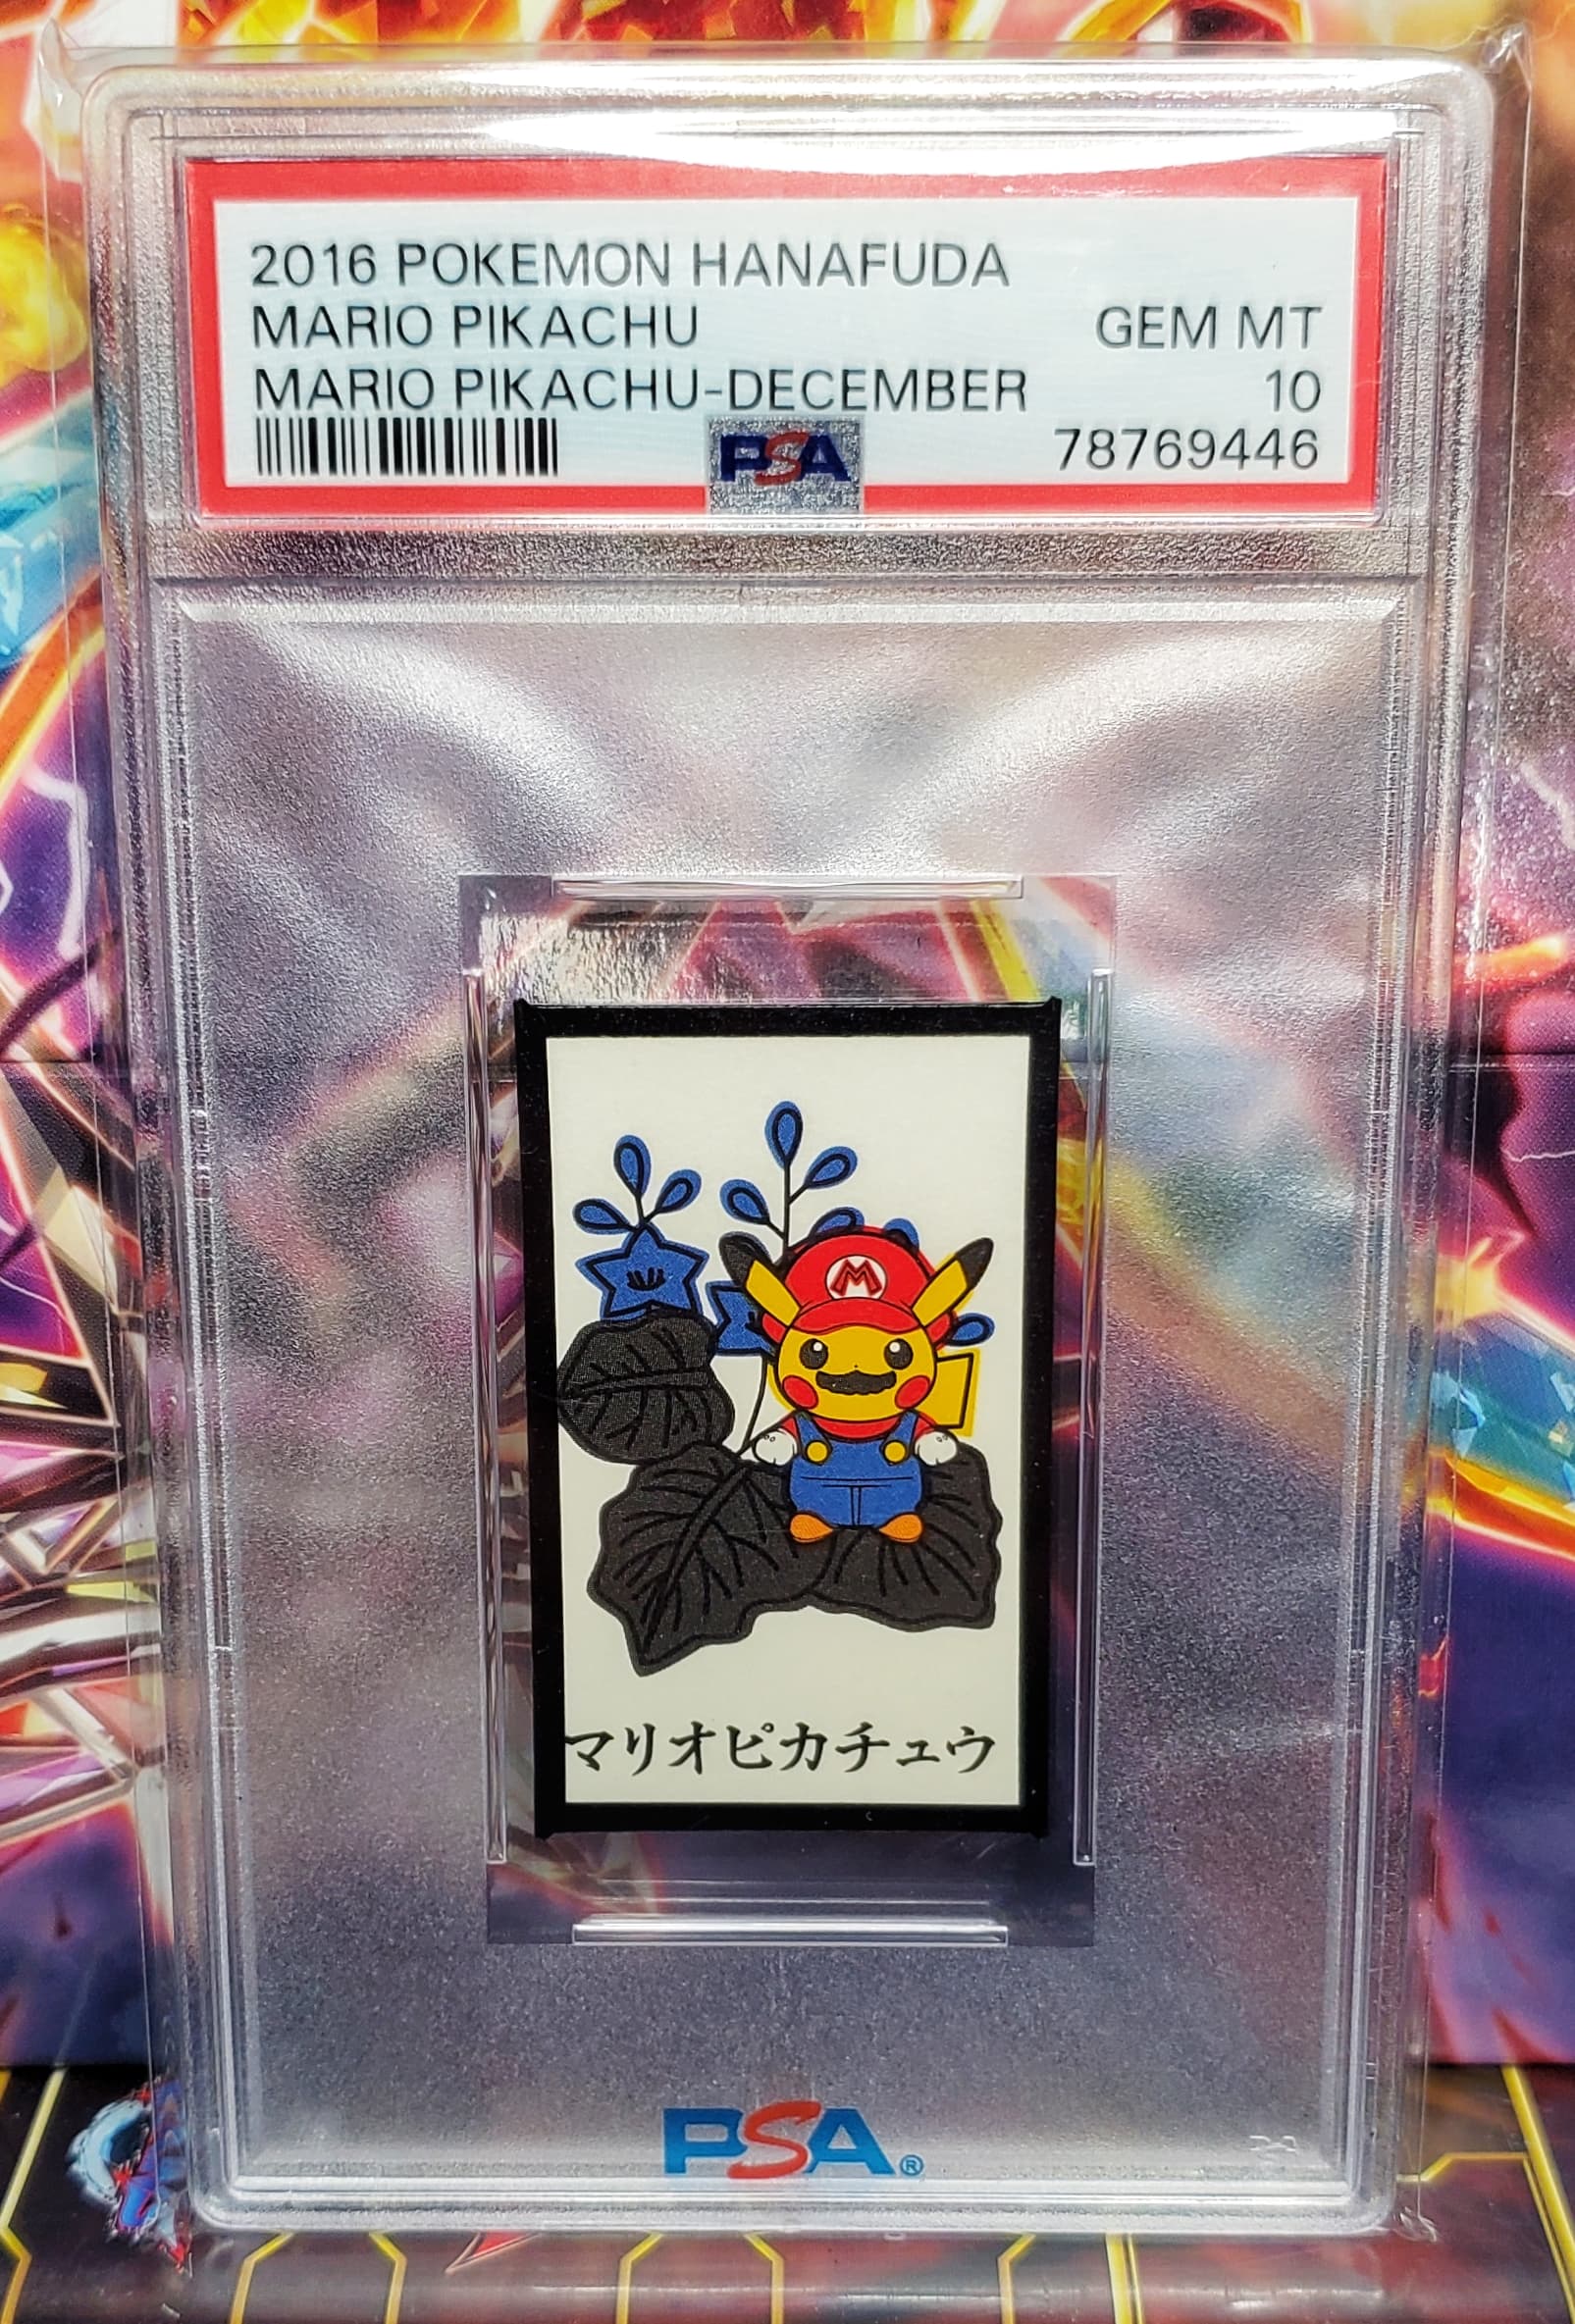 2016 POKEMON HANAFUDA
MARIO PIKACHU GEM MT
MARIO PIKACHU-DECEMBER 10
PSA 78769446
M
マリオピカチュウ
PSA®